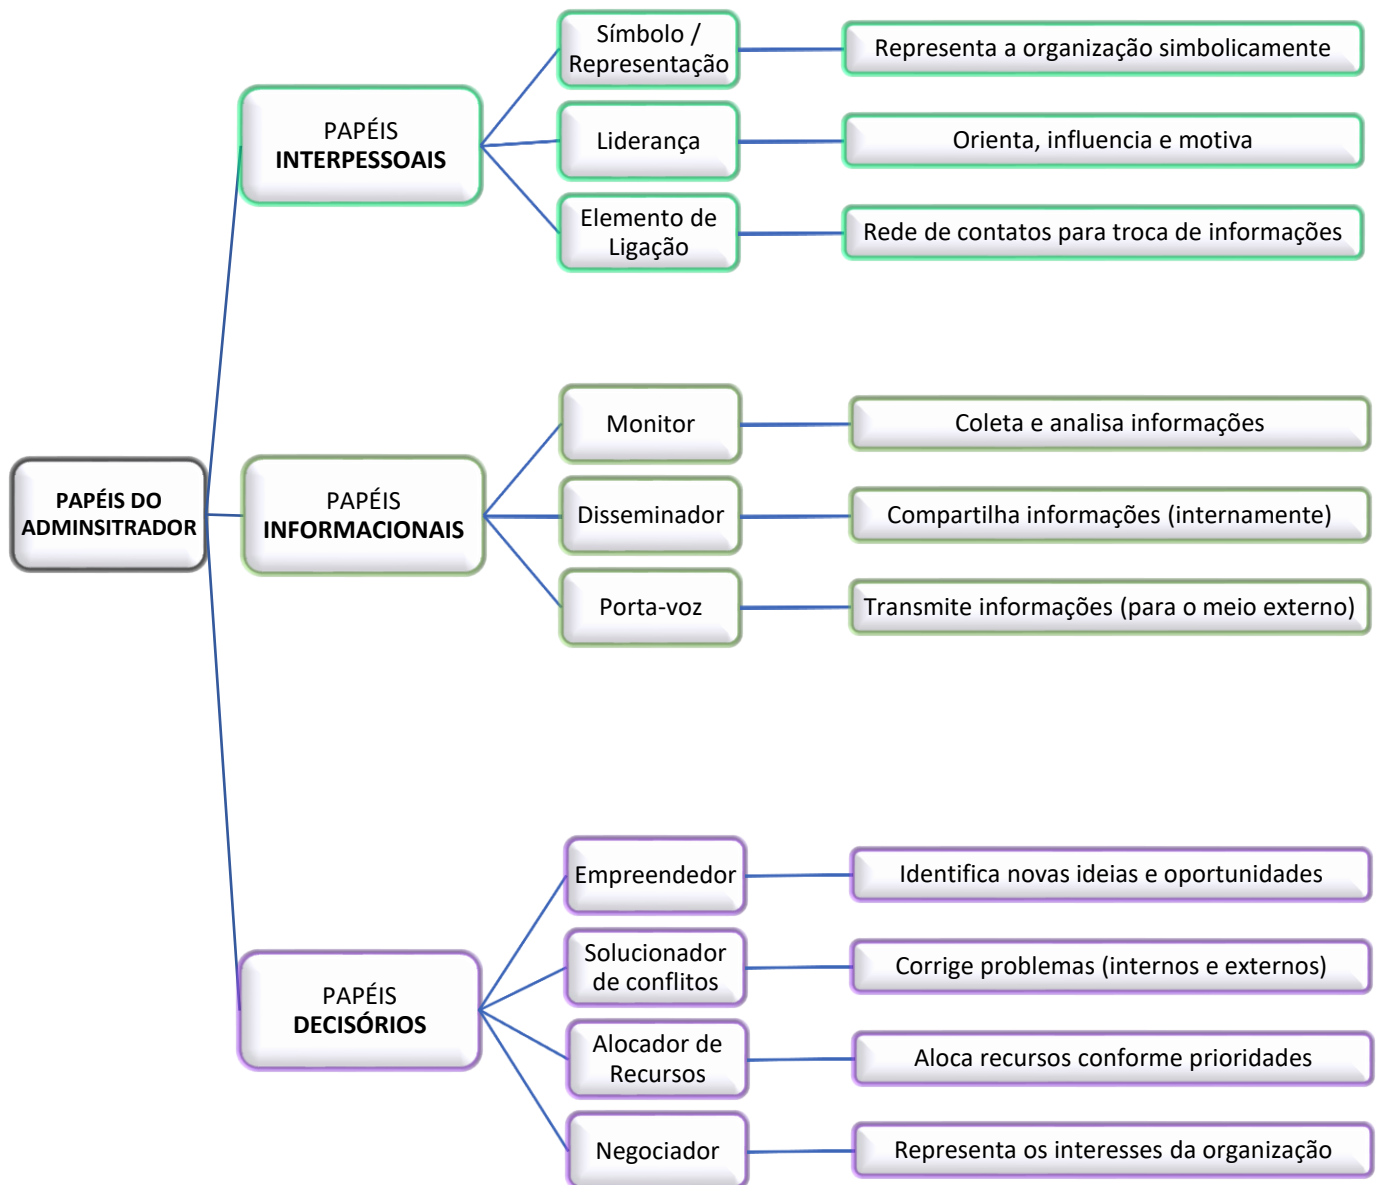 Símbolo /
Representação
Representa a organização simbolicamente
PAPÉIS
INTERPESSOAIS
Liderança
Orienta, influencia e motiva
Elemento de
Ligação
Rede de contatos para troca de informações
Monitor
Coleta e analisa informações
PAPÉIS DO
ADMINSITRADOR
PAPÉIS
INFORMACIONAIS
Disseminador
Compartilha informações (internamente)
Porta-voz
Transmite informações (para o meio externo)
Empreendedor
Identifica novas ideias e oportunidades
Solucionador
de conflitos
Corrige problemas (internos e externos)
PAPÉIS
DECISÓRIOS
Alocador de
Recursos
Aloca recursos conforme prioridades
Negociador
Representa os interesses da organização